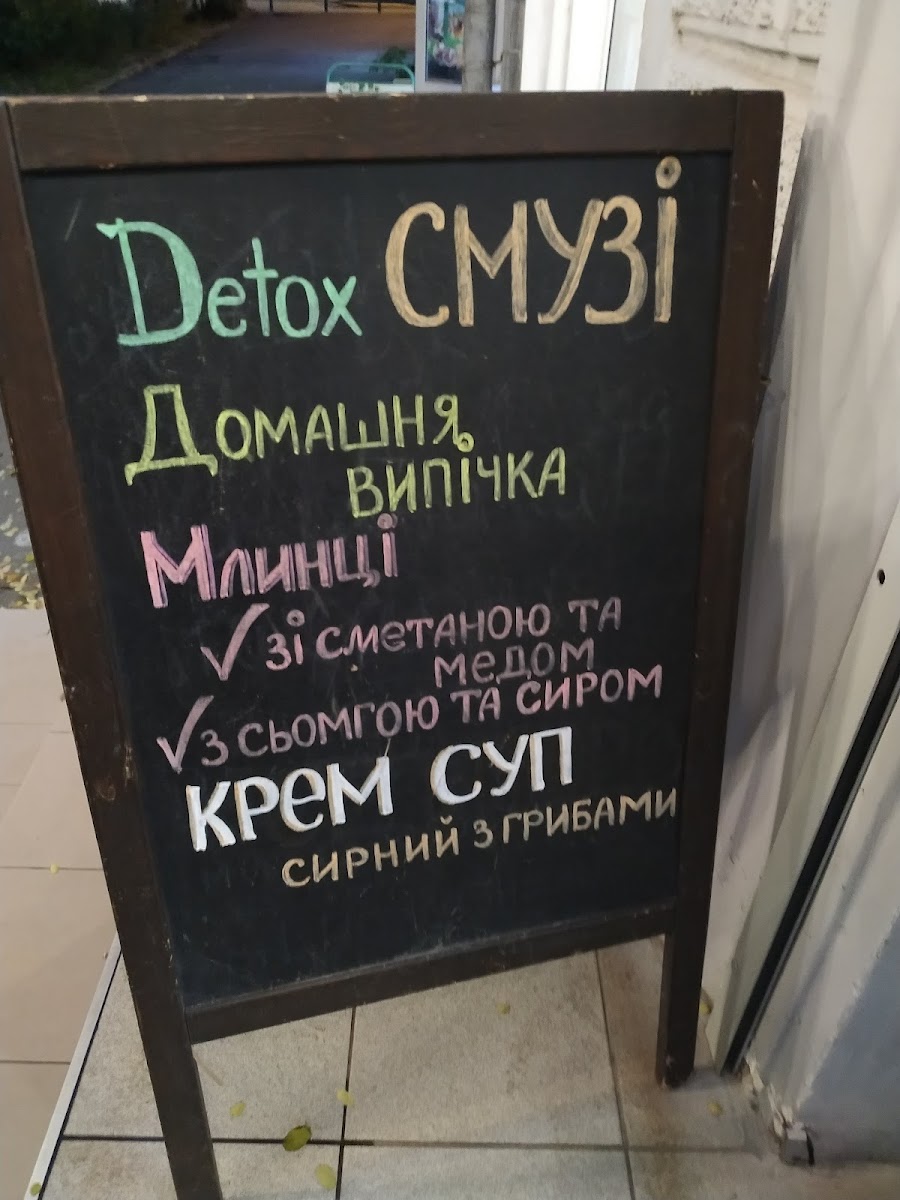 Detox СМУЗІ
Домашня
випічка
Млинці
√ зі сметаною та
медом
√ з сьомгою та сиром
крем суп
сирний з грибами